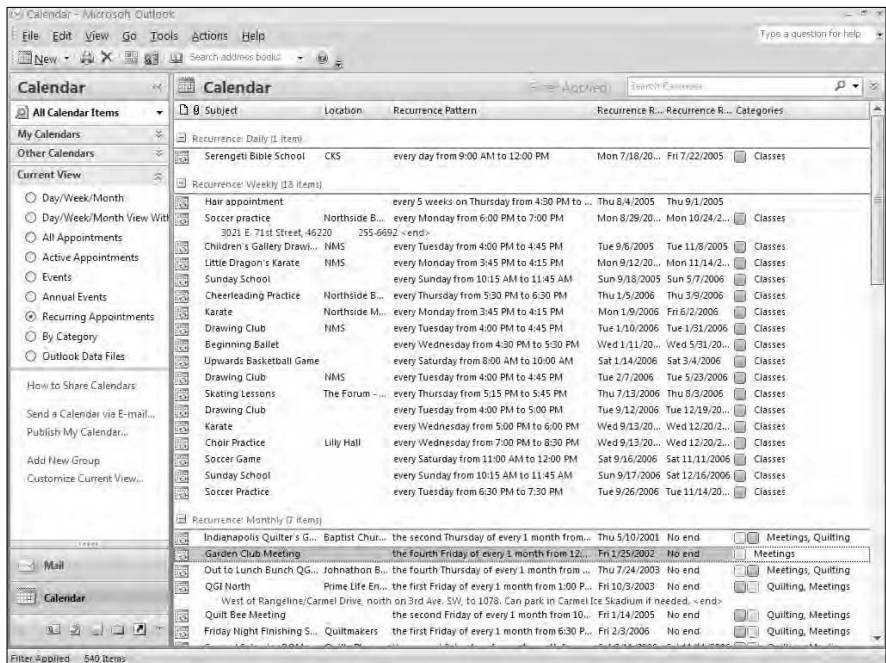 Calendar - Microsoft Outlook
File Edit View Go Tools Actions Help
Type a question for help
New Search address books
Calendar
All Calendar Items
My Calendars
Other Calendars
Current View
Day/Week/Month
Day/Week/Month View With
All Appointments
Active Appointments
Events
Annual Events
Recurring Appointments
By Category
Outlook Data Files
How to Share Calendars
Send a Calendar via E-mail...
Publish My Calendar...
Add New Group
Customize Current View...
Mail
Calendar
Calendar (Filter Applied) Search Calendar
Subject Location Recurrence Pattern Recurrence R... Recurrence R... Categories
Recurrence: Daily (1 item)
Serengeti Bible School CKS every day from 9:00 AM to 12:00 PM Mon 7/18/20... Fri 7/22/2005 Classes
Recurrence: Weekly (18 items)
Hair appointment every 5 weeks on Thursday from 4:30 PM to ... Thu 8/4/2005 Thu 9/1/2005
Soccer practice Northside B... every Monday from 6:00 PM to 7:00 PM Mon 8/29/20... Mon 10/24/2... Classes
3021 E. 71st Street, 46220 255-6692 <end>
Children's Gallery Drawi... NMS every Tuesday from 4:00 PM to 4:45 PM Tue 9/6/2005 Tue 11/8/2005 Classes
Little Dragon's Karate NMS every Monday from 3:45 PM to 4:15 PM Mon 9/12/20... Mon 11/14/2... Classes
Sunday School every Sunday from 10:15 AM to 11:45 AM Sun 9/18/2005 Sun 5/7/2006 Classes
Cheerleading Practice Northside B... every Thursday from 5:30 PM to 6:30 PM Thu 1/5/2006 Thu 3/9/2006 Classes
Karate Northside M... every Monday from 3:45 PM to 4:15 PM Mon 1/9/2006 Fri 6/2/2006 Classes
Drawing Club NMS every Tuesday from 4:00 PM to 4:45 PM Tue 1/10/2006 Tue 1/31/2006 Classes
Beginning Ballet every Wednesday from 4:30 PM to 5:30 PM Wed 1/11/20... Wed 5/31/20... Classes
Upwards Basketball Game every Saturday from 8:00 AM to 10:00 AM Sat 1/14/2006 Sat 3/4/2006 Classes
Drawing Club NMS every Tuesday from 4:00 PM to 4:45 PM Tue 2/7/2006 Tue 5/23/2006 Classes
Skating Lessons The Forum - ... every Thursday from 5:15 PM to 5:45 PM Thu 7/13/2006 Thu 8/3/2006 Classes
Drawing Club every Tuesday from 4:00 PM to 5:00 PM Tue 9/12/2006 Tue 12/19/20... Classes
Karate every Wednesday from 5:00 PM to 6:00 PM Wed 9/13/20... Wed 12/20/2... Classes
Choir Practice Lilly Hall every Wednesday from 7:00 PM to 8:30 PM Wed 9/13/20... Wed 12/20/2... Classes
Soccer Game every Saturday from 11:00 AM to 12:00 PM Sat 9/16/2006 Sat 11/11/2006 Classes
Sunday School every Sunday from 10:15 AM to 11:45 AM Sun 9/17/2006 Sat 12/16/2006 Classes
Soccer Practice every Tuesday from 6:30 PM to 7:30 PM Tue 9/26/2006 Tue 11/14/20... Classes
Recurrence: Monthly (7 items)
Indianapolis Quilter's G... Baptist Chur... the second Thursday of every 1 month from... Thu 5/10/2001 No end Meetings, Quilting
Garden Club Meeting the fourth Friday of every 1 month from 12:... Fri 1/25/2002 No end Meetings
Out to Lunch Bunch QG... Johnathon B... the fourth Thursday of every 1 month from... Thu 7/24/2003 No end Meetings, Quilting
QGI North Prime Life En... the first Friday of every 1 month from 1:00 P... Fri 10/3/2003 No end Quilting, Meetings
West of Rangeline/Carmel Drive, north on 3rd Ave. SW, to 1078. Can park in Carmel Ice Skadium if needed. <end>
Quilt Bee Meeting the second Friday of every 1 month from 10... Fri 1/14/2005 No end Quilting, Meetings
Friday Night Finishing S... Quiltmakers the first Friday of every 1 month from 6:30 P... Fri 2/3/2006 No end Quilting, Meetings
Filter Applied 540 Items